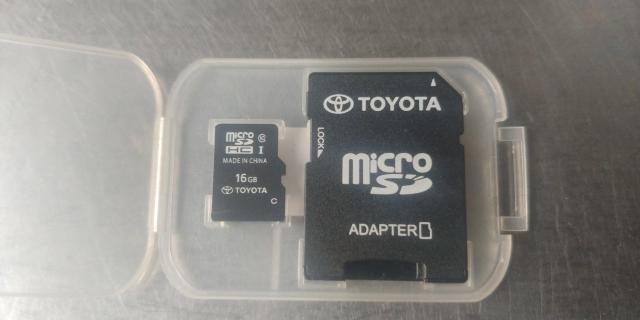 micro
SD
HC I
MADE IN CHINA
16GB
TOYOTA
C
TOYOTA
LOCK
micro
SD
ADAPTER